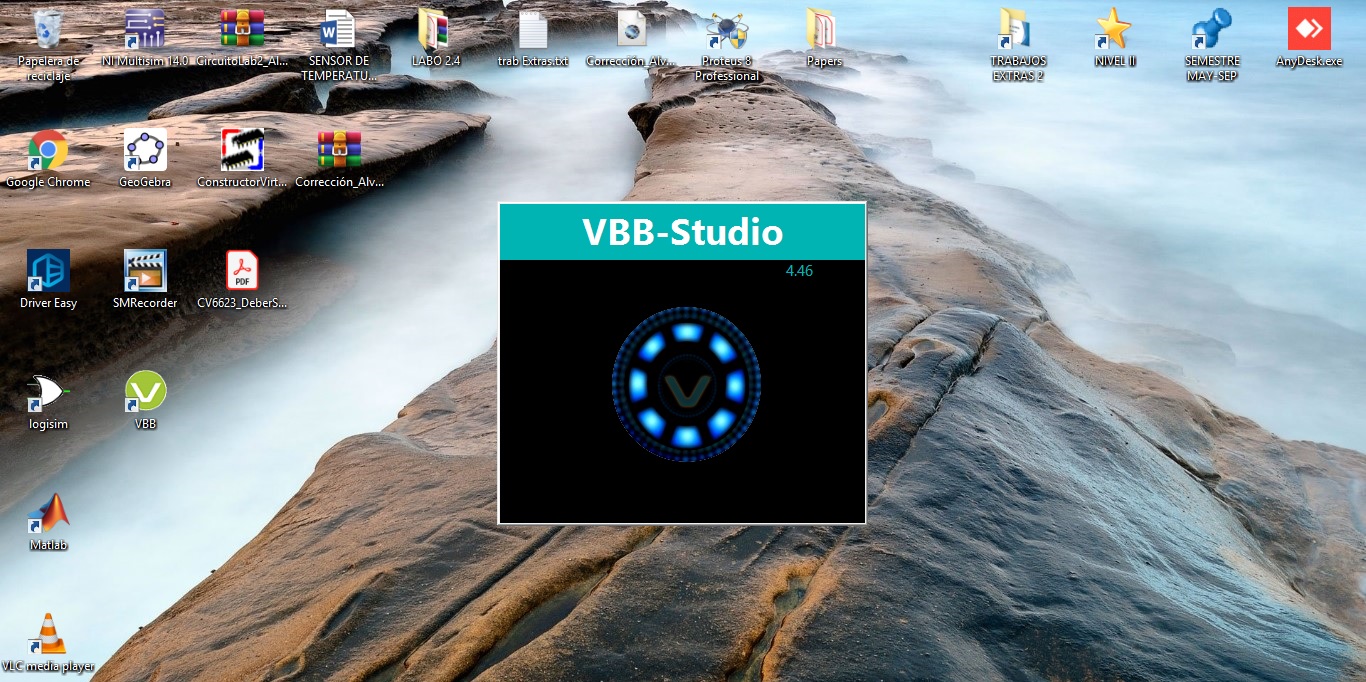 Papelera de
reciclaje
NI Multisim 14.0
CircuitoLab2_Al...
SENSOR DE
TEMPERATU...
LABO 2.4
trab Extras.txt
Corrección_Alv...
Proteus 8
Professional
Papers
TRABAJOS
EXTRAS 2
NIVEL II
SEMESTRE
MAY-SEP
AnyDesk.exe
Google Chrome
GeoGebra
ConstructorVirt...
Corrección_Alv...
VBB-Studio
4.46
Driver Easy
SMRecorder
PDF
CV6623_DeberS...
logisim
VBB
Matlab
VLC media player